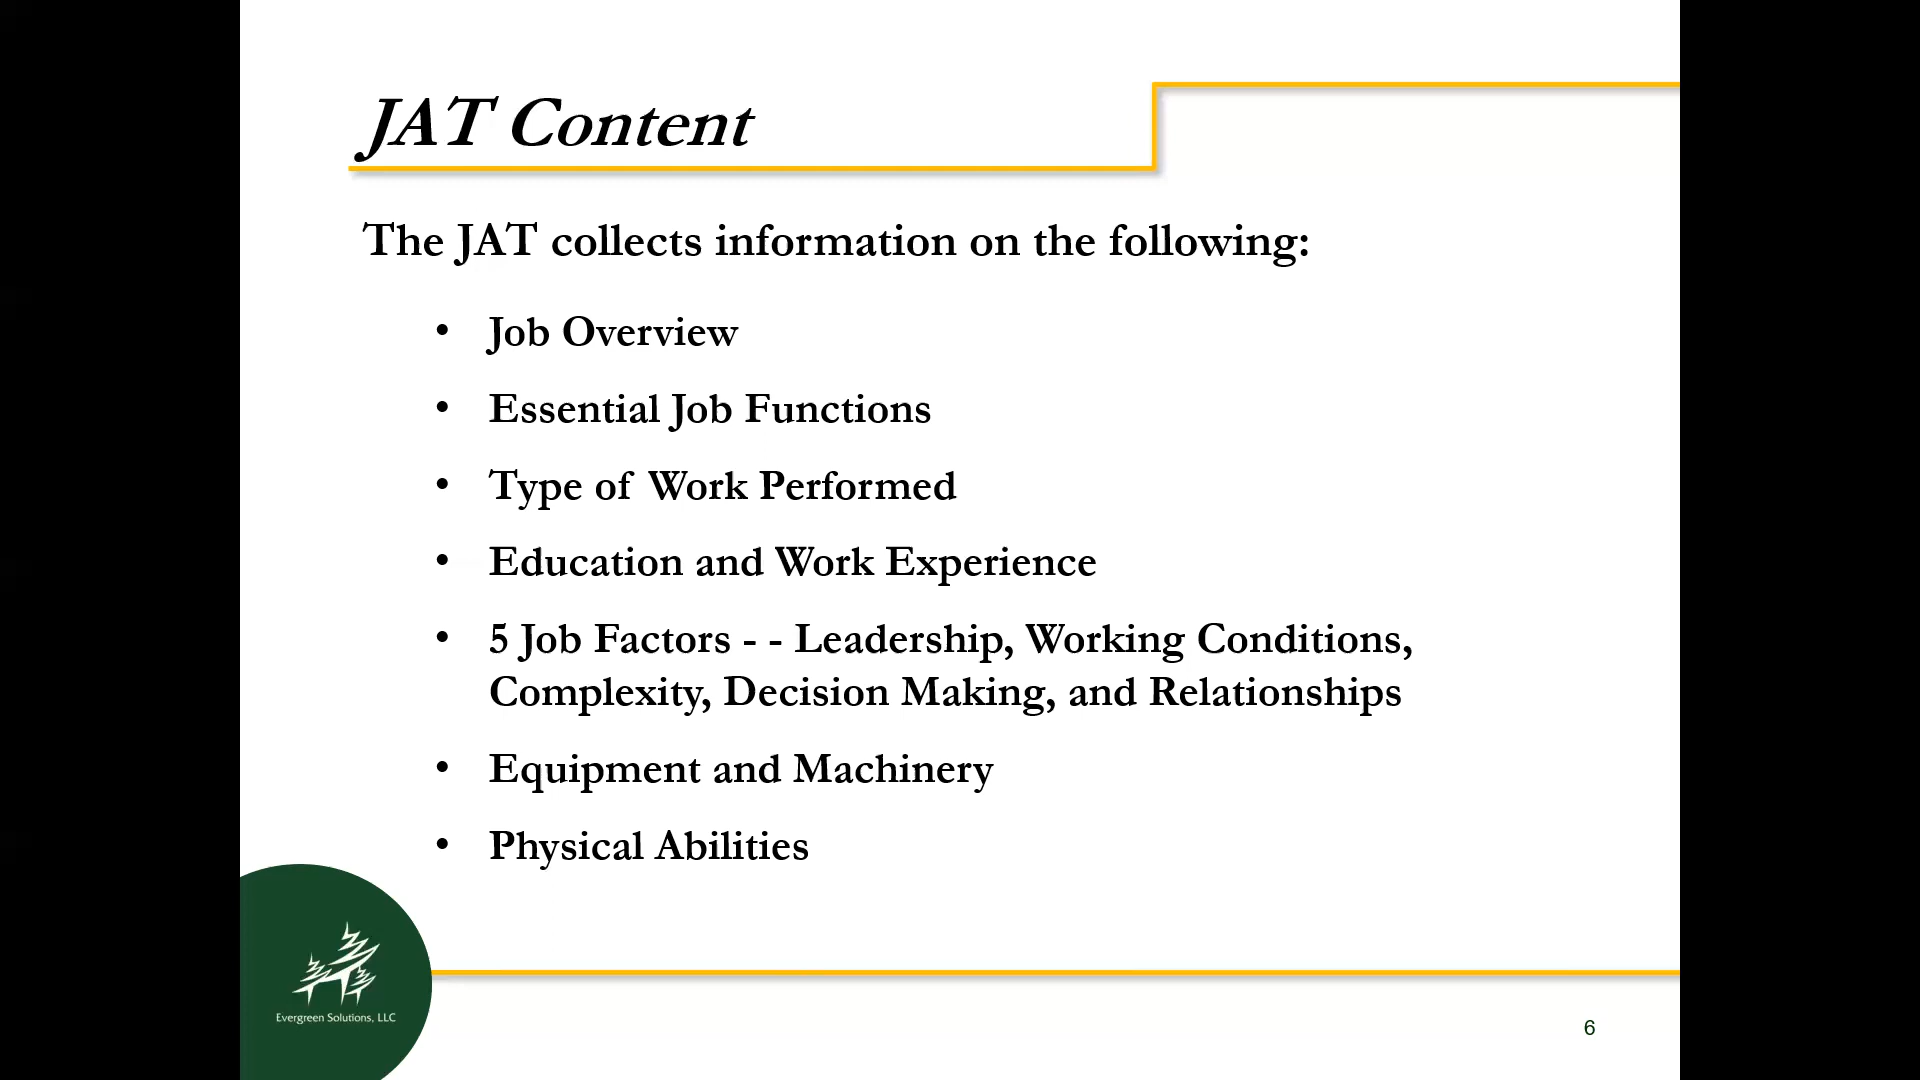 JAT Content
The JAT collects information on the following:
• Job Overview
• Essential Job Functions
• Type of Work Performed
• Education and Work Experience
• 5 Job Factors - - Leadership, Working Conditions,
Complexity, Decision Making, and Relationships
• Equipment and Machinery
• Physical Abilities
Evergreen Solutions, LLC
6